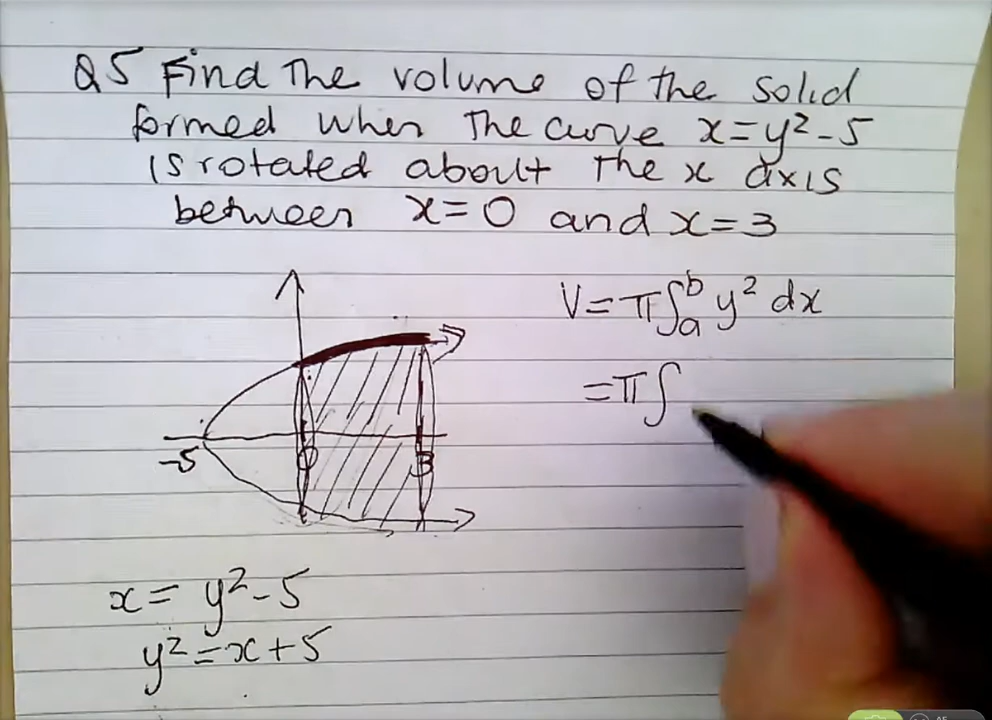 Q5 Find The volume of the solid
formed when The curve x=y²-5
is rotated about The x axis
between x=0 and x=3
V=π∫ₐᵇ y² dx
=π∫
-5
0
3
x= y²-5
y²=x+5